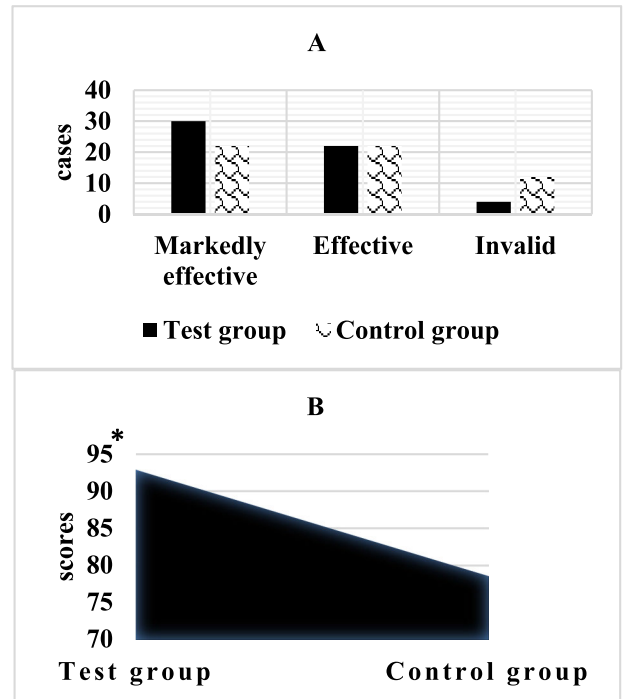 A
40
30
20
10
0
cases
Markedly
effective
Effective
Invalid
Test group
Control group
B
*
95
90
85
80
75
70
scores
Test group
Control group